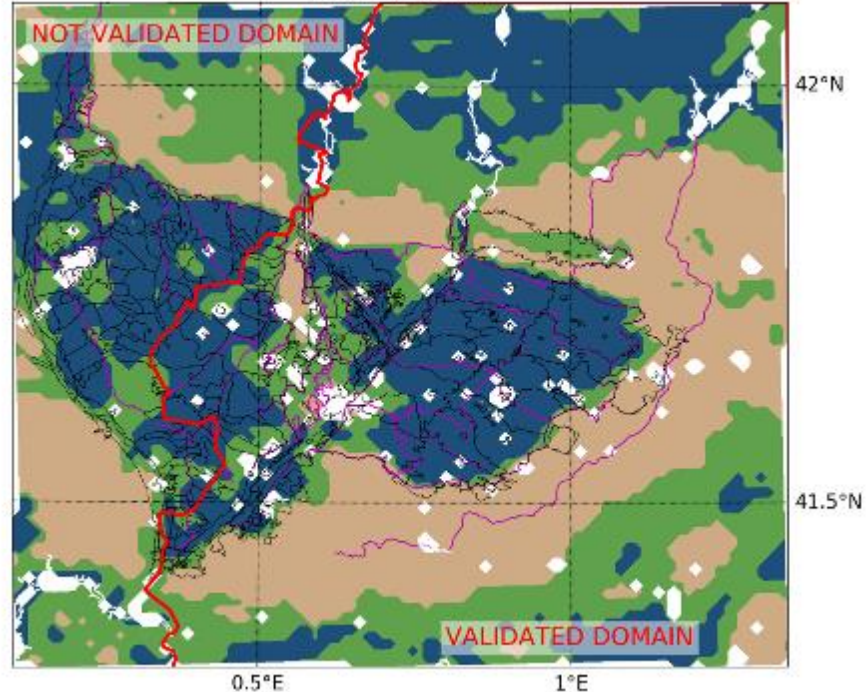 NOT VALIDATED DOMAIN
42°N
41.5°N
VALIDATED DOMAIN
0.5°E
1°E